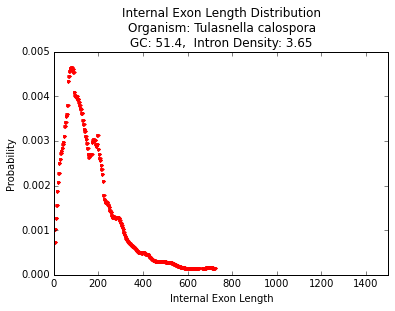 Internal Exon Length Distribution
Organism: Tulasnella calospora
GC: 51.4, Intron Density: 3.65
0.005
0.004
0.003
0.002
0.001
0.000
Probability
0
200
400
600
800
1000
1200
1400
Internal Exon Length